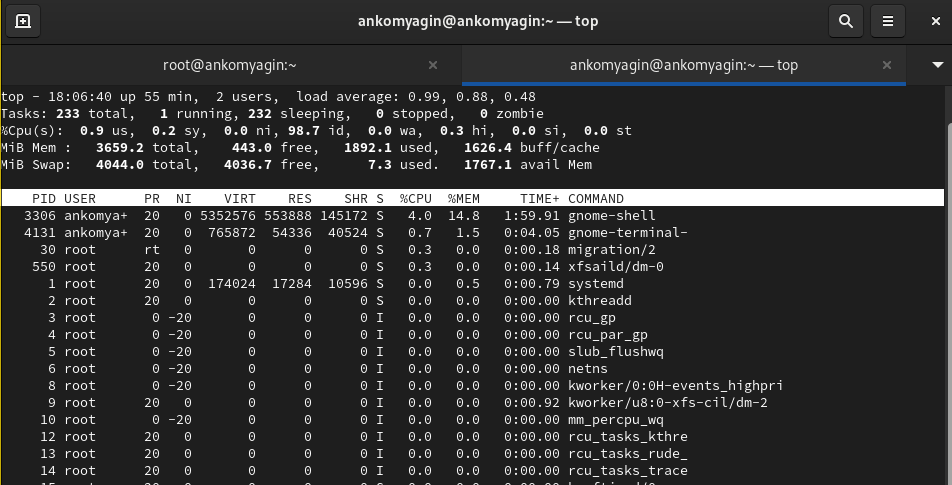 ankomyagin@ankomyagin:~ — top
root@ankomyagin:~ ankomyagin@ankomyagin:~ — top
top - 18:06:40 up 55 min,  2 users,  load average: 0.99, 0.88, 0.48
Tasks: 233 total,   1 running, 232 sleeping,   0 stopped,   0 zombie
%Cpu(s):  0.9 us,  0.2 sy,  0.0 ni, 98.7 id,  0.0 wa,  0.3 hi,  0.0 si,  0.0 st
MiB Mem :   3659.2 total,    443.0 free,   1892.1 used,   1626.4 buff/cache
MiB Swap:   4044.0 total,   4036.7 free,      7.3 used.   1767.1 avail Mem
PID USER      PR  NI    VIRT    RES    SHR S  %CPU  %MEM     TIME+ COMMAND
3306 ankomya+  20   0 5352576 553888 145172 S   4.0  14.8   1:59.91 gnome-shell
4131 ankomya+  20   0  765872  54336  40524 S   0.7   1.5   0:04.05 gnome-terminal-
30 root      rt   0       0      0      0 S   0.3   0.0   0:00.18 migration/2
550 root      20   0       0      0      0 S   0.3   0.0   0:00.14 xfsaild/dm-0
1 root      20   0  174024  17284  10596 S   0.0   0.5   0:00.79 systemd
2 root      20   0       0      0      0 S   0.0   0.0   0:00.00 kthreadd
3 root       0 -20       0      0      0 I   0.0   0.0   0:00.00 rcu_gp
4 root       0 -20       0      0      0 I   0.0   0.0   0:00.00 rcu_par_gp
5 root       0 -20       0      0      0 I   0.0   0.0   0:00.00 slub_flushwq
6 root       0 -20       0      0      0 I   0.0   0.0   0:00.00 netns
8 root       0 -20       0      0      0 I   0.0   0.0   0:00.00 kworker/0:0H-events_highpri
9 root      20   0       0      0      0 I   0.0   0.0   0:00.92 kworker/u8:0-xfs-cil/dm-2
10 root       0 -20       0      0      0 I   0.0   0.0   0:00.00 mm_percpu_wq
12 root      20   0       0      0      0 I   0.0   0.0   0:00.00 rcu_tasks_kthre
13 root      20   0       0      0      0 I   0.0   0.0   0:00.00 rcu_tasks_rude_
14 root      20   0       0      0      0 I   0.0   0.0   0:00.00 rcu_tasks_trace